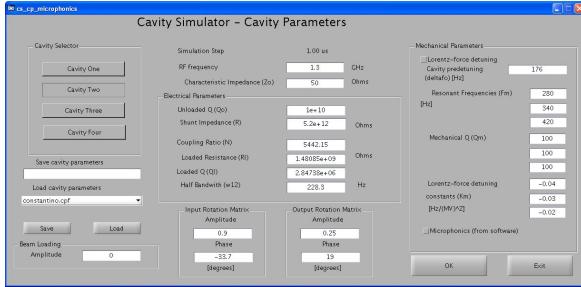 cs_cp_microphonics
Cavity Simulator - Cavity Parameters
Cavity Selector
Cavity One
Cavity Two
Cavity Three
Cavity Four
Save cavity parameters
Load cavity parameters
constantino.cpf
Save Load
Beam Loading
Amplitude 0
Simulation Step 1.00 us
RF frequency 1.3 GHz
Characteristic Impedance (Zo) 50 Ohms
Electrical Parameters
Unloaded Q (Qo) 1e+10
Shunt Impedance (R) 5.2e+12 Ohms
Coupling Ratio (N) 5442.15
Loaded Resistance (Rl) 1.48085e+09 Ohms
Loaded Q (Ql) 2.84738e+06
Half Bandwith (w12) 228.3 Hz
Input Rotation Matrix
Amplitude
0.9
Phase
-33.7
[degrees]
Output Rotation Matrix
Amplitude
0.25
Phase
19
[degrees]
Mechanical Parameters
Lorentz-force detuning
Cavity predetuning 176
(deltafo) [Hz]
Resonant Frequencies (Fm) 280
[Hz] 340
420
Mechanical Q (Qm) 100
100
100
Lorentz-force detuning -0.04
constants (Km) -0.03
[Hz/(MV)^2] -0.02
Microphonics (from software)
OK Exit